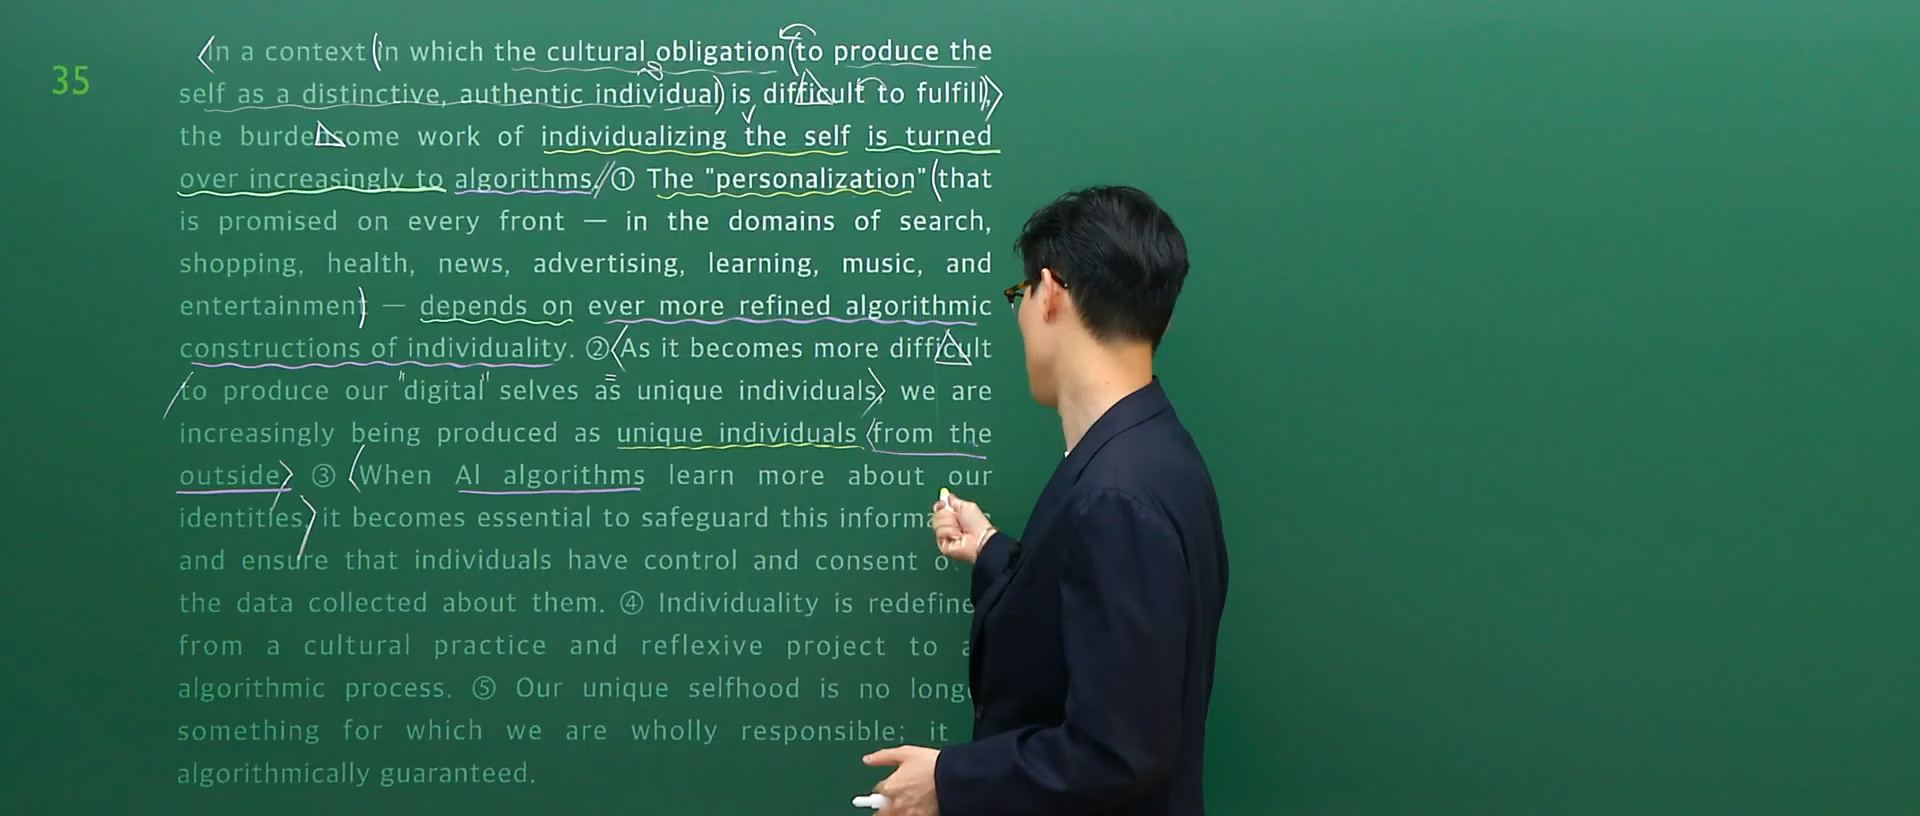 35
In a context in which the cultural obligation to produce the
self as a distinctive, authentic individual is difficult to fulfill,
the burdensome work of individualizing the self is turned
over increasingly to algorithms. ① The "personalization" that
is promised on every front — in the domains of search,
shopping, health, news, advertising, learning, music, and
entertainment — depends on ever more refined algorithmic
constructions of individuality. ② As it becomes more difficult
to produce our "digital" selves as unique individuals, we are
increasingly being produced as unique individuals from the
outside. ③ When AI algorithms learn more about our
identities, it becomes essential to safeguard this
and ensure that individuals have control and consent
the data collected about them. ④ Individuality is
from a cultural practice and reflexive project to
algorithmic process. ⑤ Our unique selfhood is no
something for which we are wholly responsible; it
algorithmically guaranteed.